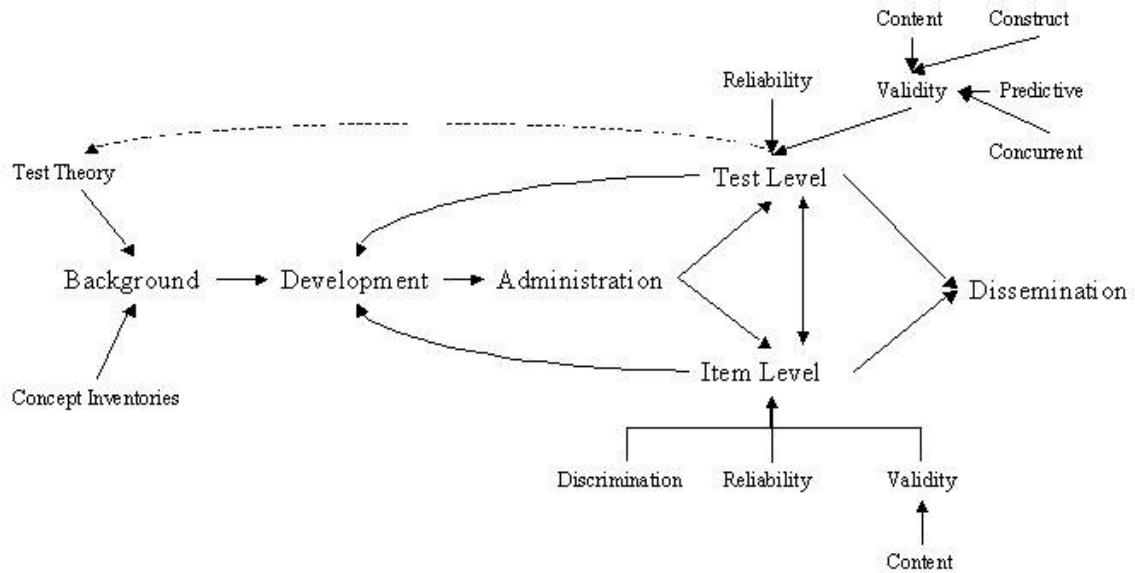 Content
Construct
Reliability
Validity
Predictive
Concurrent
Test Theory
Test Level
Background
Development
Administration
Dissemination
Item Level
Concept Inventories
Discrimination
Reliability
Validity
Content